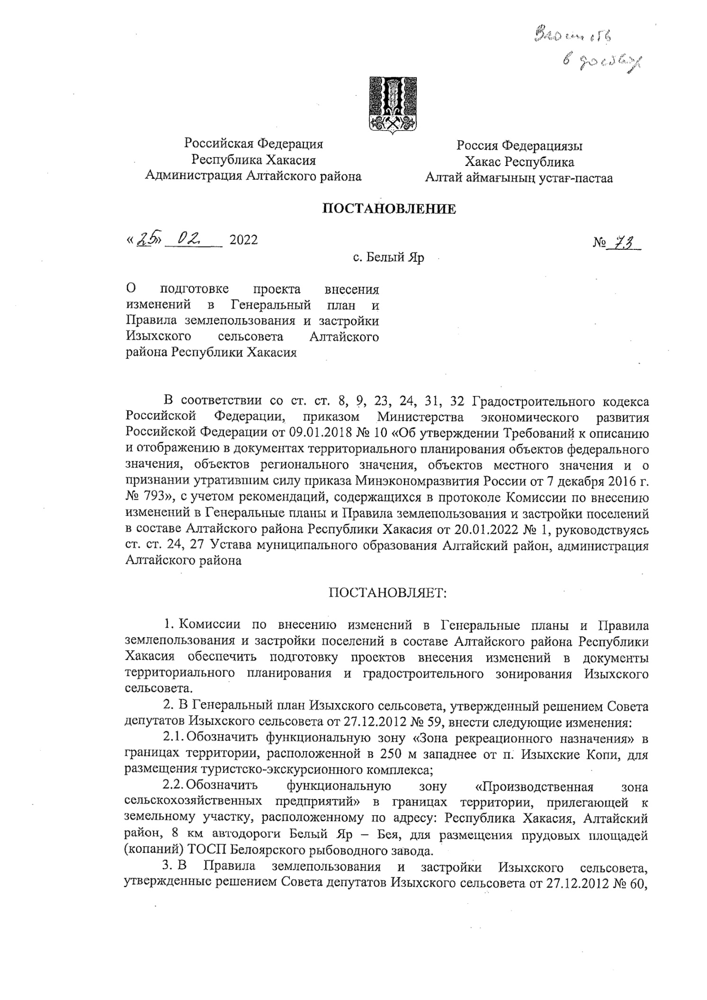 в
Российская Федерация
Республика Хакасия
Администрация Алтайского района
Россия Федерациязы
Хакас Республика
Алтай аймағының устағ-пастаа
ПОСТАНОВЛЕНИЕ
« 25» 02. 2022
№ 73
с. Белый Яр
О подготовке проекта внесения
изменений в Генеральный план и
Правила землепользования и застройки
Изыхского сельсовета Алтайского
района Республики Хакасия
В соответствии со ст. ст. 8, 9, 23, 24, 31, 32 Градостроительного кодекса
Российской Федерации, приказом Министерства экономического развития
Российской Федерации от 09.01.2018 № 10 «Об утверждении Требований к описанию
и отображению в документах территориального планирования объектов федерального
значения, объектов регионального значения, объектов местного значения и о
признании утратившим силу приказа Минэкономразвития России от 7 декабря 2016 г.
№ 793», с учетом рекомендаций, содержащихся в протоколе Комиссии по внесению
изменений в Генеральные планы и Правила землепользования и застройки поселений
в составе Алтайского района Республики Хакасия от 20.01.2022 № 1, руководствуясь
ст. ст. 24, 27 Устава муниципального образования Алтайский район, администрация
Алтайского района
ПОСТАНОВЛЯЕТ:
1. Комиссии по внесению изменений в Генеральные планы и Правила
землепользования и застройки поселений в составе Алтайского района Республики
Хакасия обеспечить подготовку проектов внесения изменений в документы
территориального планирования и градостроительного зонирования Изыхского
сельсовета.
2. В Генеральный план Изыхского сельсовета, утвержденный решением Совета
депутатов Изыхского сельсовета от 27.12.2012 № 59, внести следующие изменения:
2.1. Обозначить функциональную зону «Зона рекреационного назначения» в
границах территории, расположенной в 250 м западнее от п. Изыхские Копи, для
размещения туристско-экскурсионного комплекса;
2.2. Обозначить функциональную зону «Производственная зона
сельскохозяйственных предприятий» в границах территории, прилегающей к
земельному участку, расположенному по адресу: Республика Хакасия, Алтайский
район, 8 км автодороги Белый Яр – Бея, для размещения прудовых площадей
(копаний) ТОСП Белоярского рыбоводного завода.
3. В Правила землепользования и застройки Изыхского сельсовета,
утвержденные решением Совета депутатов Изыхского сельсовета от 27.12.2012 № 60,